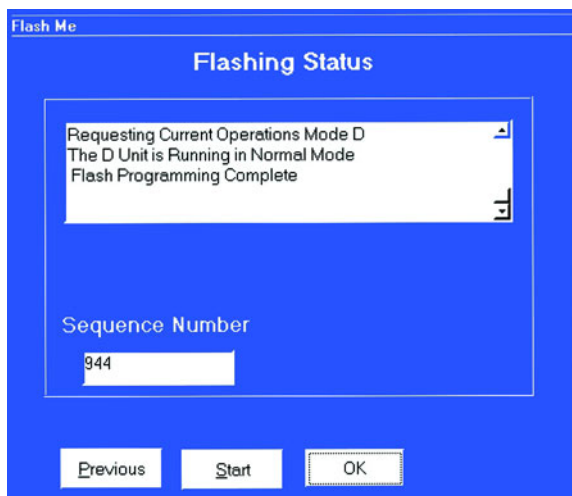 Flash Me
Flashing Status
Requesting Current Operations Mode D
The D Unit is Running in Normal Mode
Flash Programming Complete
Sequence Number
944
Previous
Start
OK